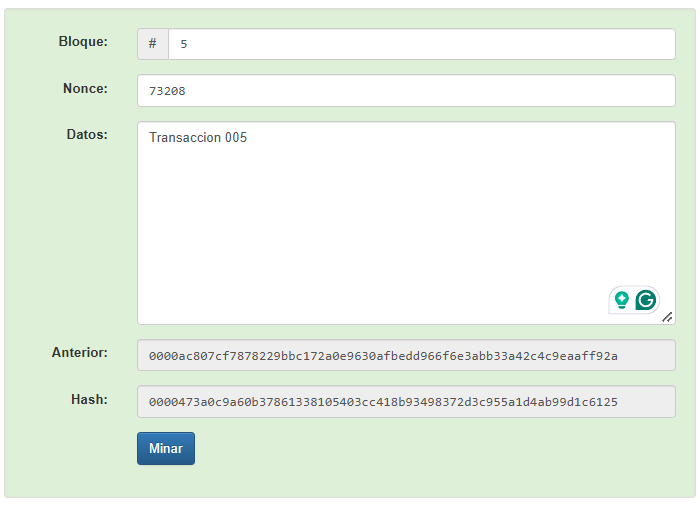 Bloque: # 5
Nonce: 73208
Datos: Transaccion 005
Anterior: 0000ac807cf7878229bbc172a0e9630afbedd966f6e3abb33a42c4c9eaaff92a
Hash: 0000473a0c9a60b37861338105403cc418b93498372d3c955a1d4ab99d1c6125
Minar